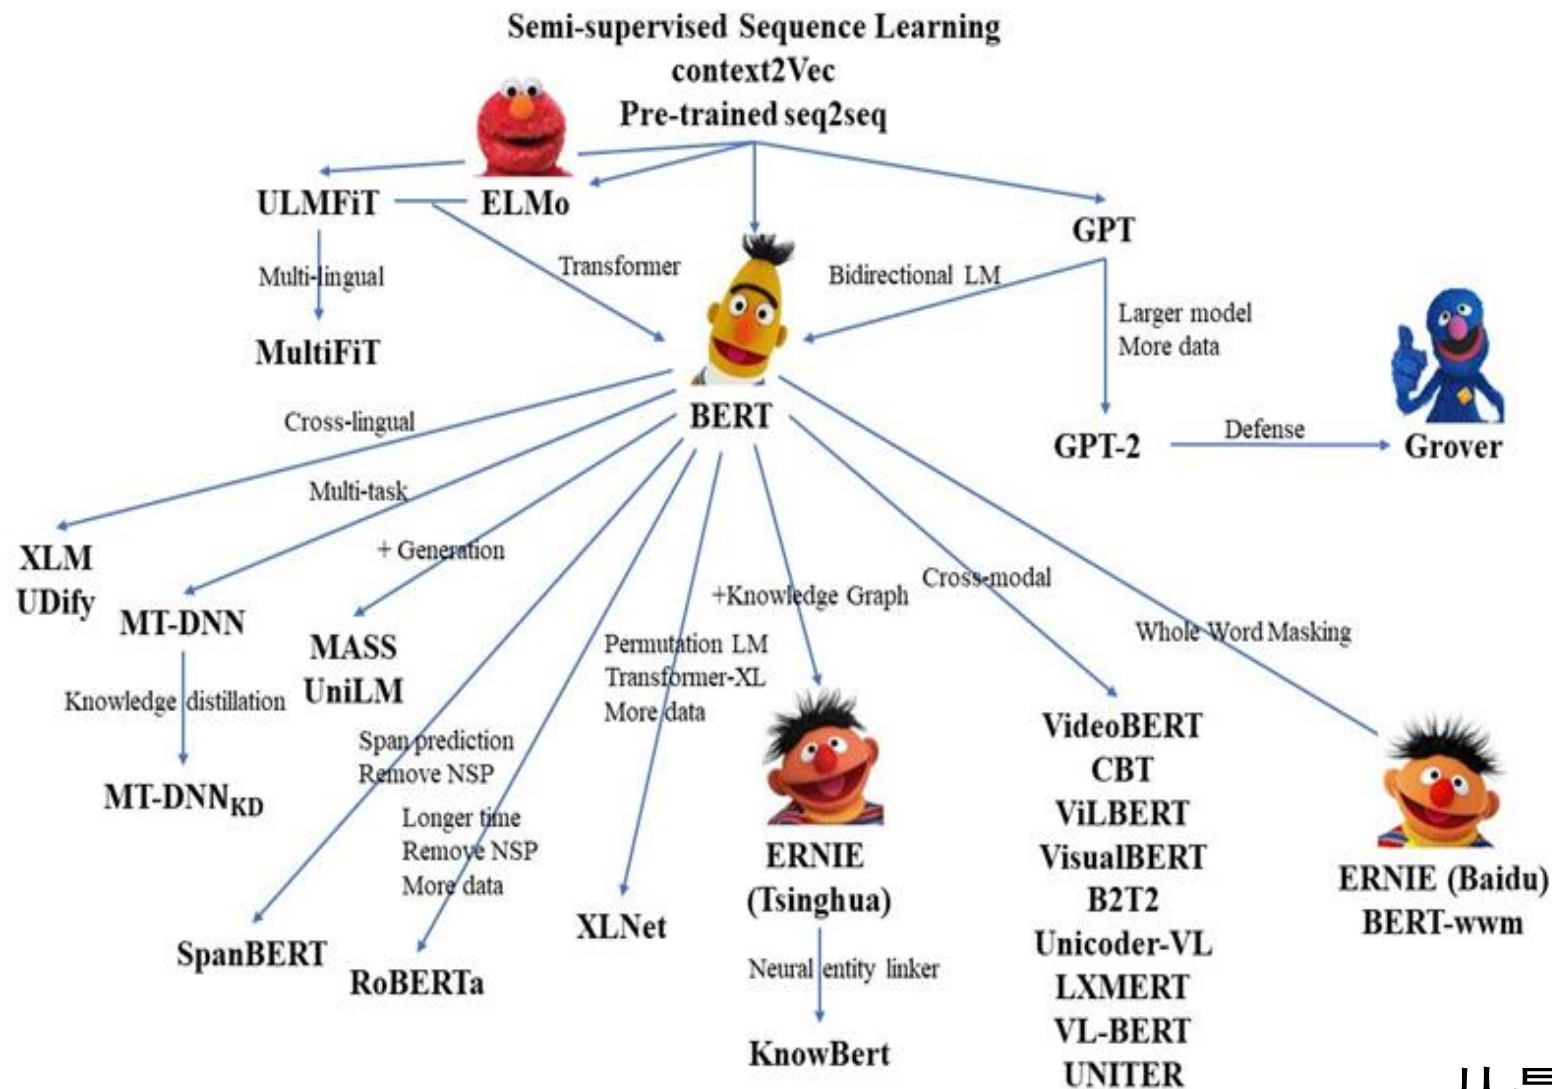 Semi-supervised Sequence Learning
context2Vec
Pre-trained seq2seq
ULMFiT
ELMo
GPT
Multi-lingual
Transformer
Bidirectional LM
Larger model
More data
MultiFiT
BERT
Cross-lingual
GPT-2
Defense
Grover
Multi-task
+ Generation
+Knowledge Graph
Cross-modal
Whole Word Masking
XLM
UDify
MT-DNN
MASS
UniLM
Permutation LM
Transformer-XL
More data
Knowledge distillation
Span prediction
Remove NSP
MT-DNNKD
Longer time
Remove NSP
More data
SpanBERT
RoBERTa
XLNet
ERNIE
(Tsinghua)
Neural entity linker
KnowBert
VideoBERT
CBT
ViLBERT
VisualBERT
B2T2
Unicoder-VL
LXMERT
VL-BERT
UNITER
ERNIE (Baidu)
BERT-wwm